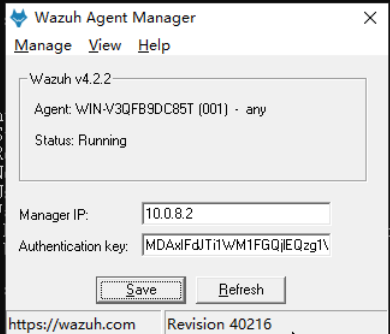 Wazuh Agent Manager
Manage View Help
Wazuh v4.2.2
Agent: WIN-V3QFB9DC85T (001) - any
Status: Running
Manager IP: 10.0.8.2
Authentication key: MDAxIFdJTi1WM1FGQjlEQzg1V
Save Refresh
https://wazuh.com Revision 40216